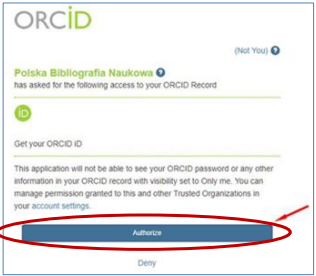 ORCiD
(Not You) ?
Polska Bibliografia Naukowa ?
has asked for the following access to your ORCID Record
iD
Get your ORCID iD
This application will not be able to see your ORCID password or any other
information in your ORCID record with visibility set to Only me. You can
manage permission granted to this and other Trusted Organizations in
your account settings.
Authorize
Deny